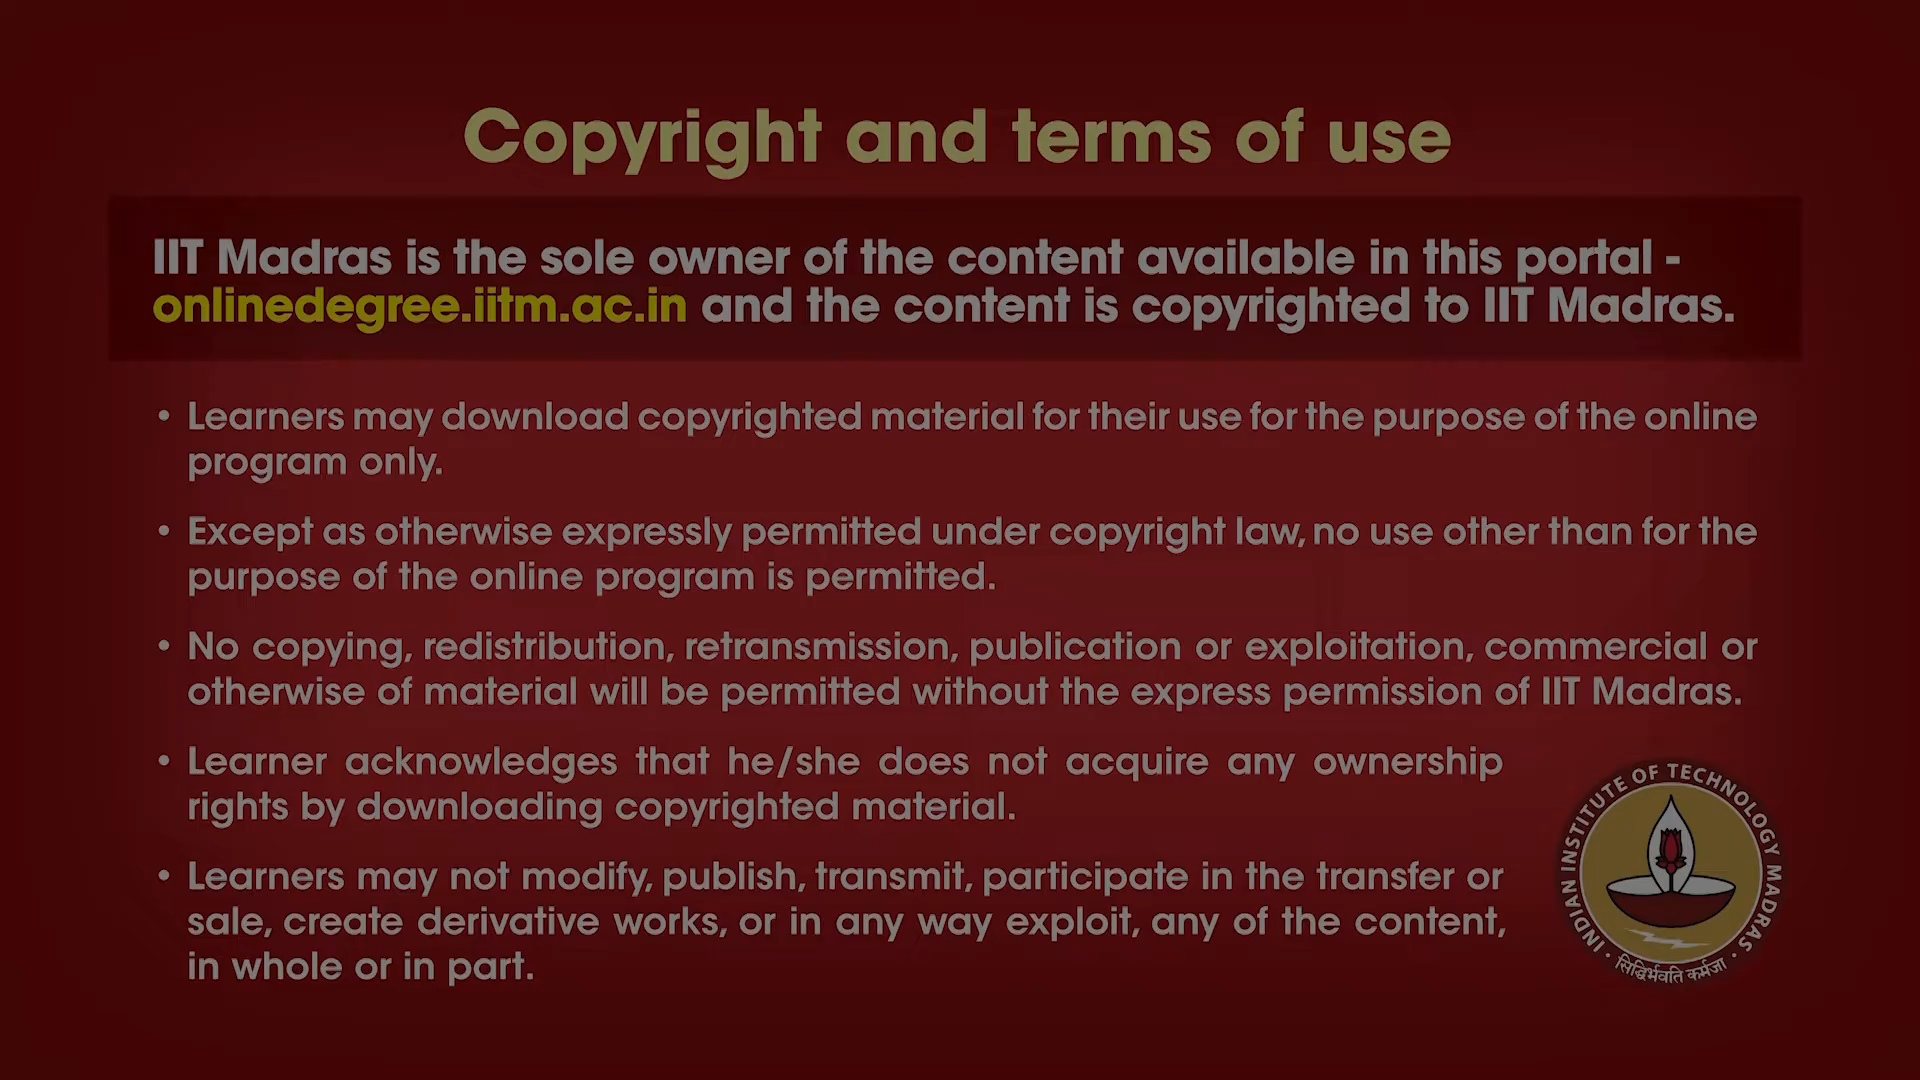 Copyright and terms of use
IIT Madras is the sole owner of the content available in this portal -
onlinedegree.iitm.ac.in and the content is copyrighted to IIT Madras.
• Learners may download copyrighted material for their use for the purpose of the online
program only.
• Except as otherwise expressly permitted under copyright law, no use other than for the
purpose of the online program is permitted.
• No copying, redistribution, retransmission, publication or exploitation, commercial or
otherwise of material will be permitted without the express permission of IIT Madras.
• Learner acknowledges that he/she does not acquire any ownership
rights by downloading copyrighted material.
• Learners may not modify, publish, transmit, participate in the transfer or
sale, create derivative works, or in any way exploit, any of the content,
in whole or in part.
INDIAN INSTITUTE OF TECHNOLOGY MADRAS
सिद्धिर्भवति कर्मजा